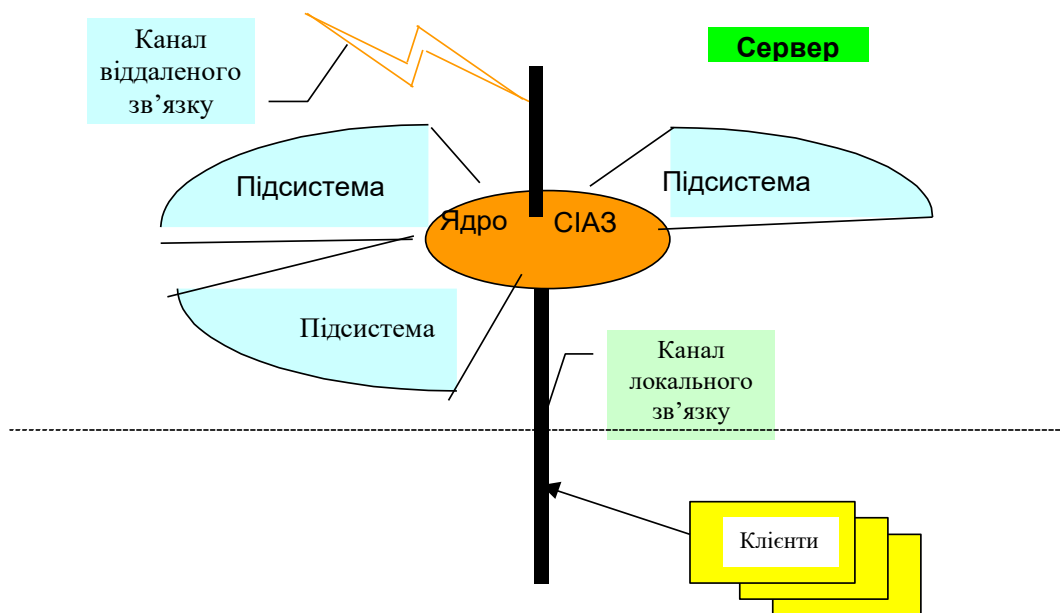 Канал
віддаленого
зв’язку
Сервер
Підсистема
Підсистема
Ядро СІАЗ
Підсистема
Канал
локального
зв’язку
Клієнти